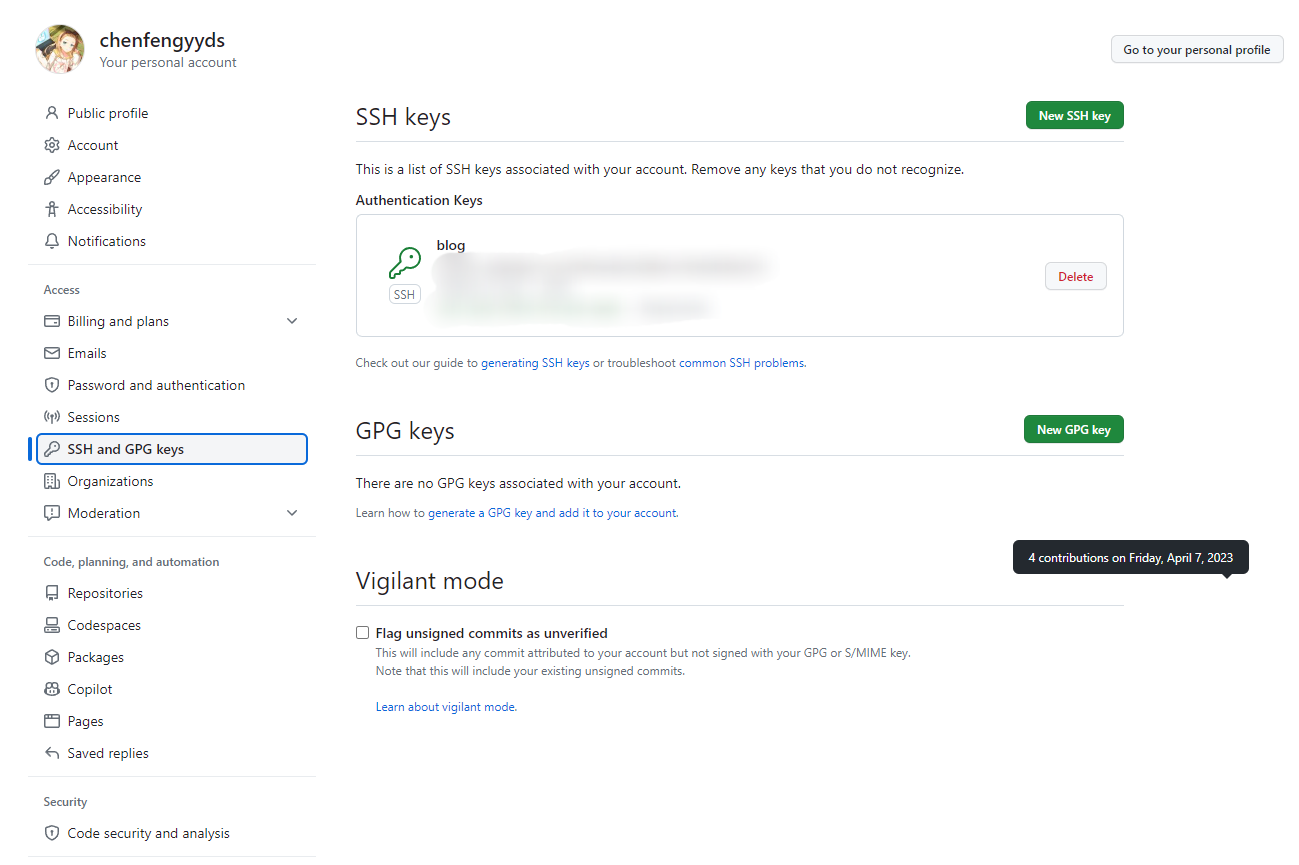 chenfengyyds
Your personal account
Go to your personal profile
Public profile
Account
Appearance
Accessibility
Notifications
Access
Billing and plans
Emails
Password and authentication
Sessions
SSH and GPG keys
Organizations
Moderation
Code, planning, and automation
Repositories
Codespaces
Packages
Copilot
Pages
Saved replies
Security
Code security and analysis
SSH keys
New SSH key
This is a list of SSH keys associated with your account. Remove any keys that you do not recognize.
Authentication Keys
blog
SSH
Delete
Check out our guide to generating SSH keys or troubleshoot common SSH problems.
GPG keys
New GPG key
There are no GPG keys associated with your account.
Learn how to generate a GPG key and add it to your account.
4 contributions on Friday, April 7, 2023
Vigilant mode
Flag unsigned commits as unverified
This will include any commit attributed to your account but not signed with your GPG or S/MIME key.
Note that this will include your existing unsigned commits.
Learn about vigilant mode.